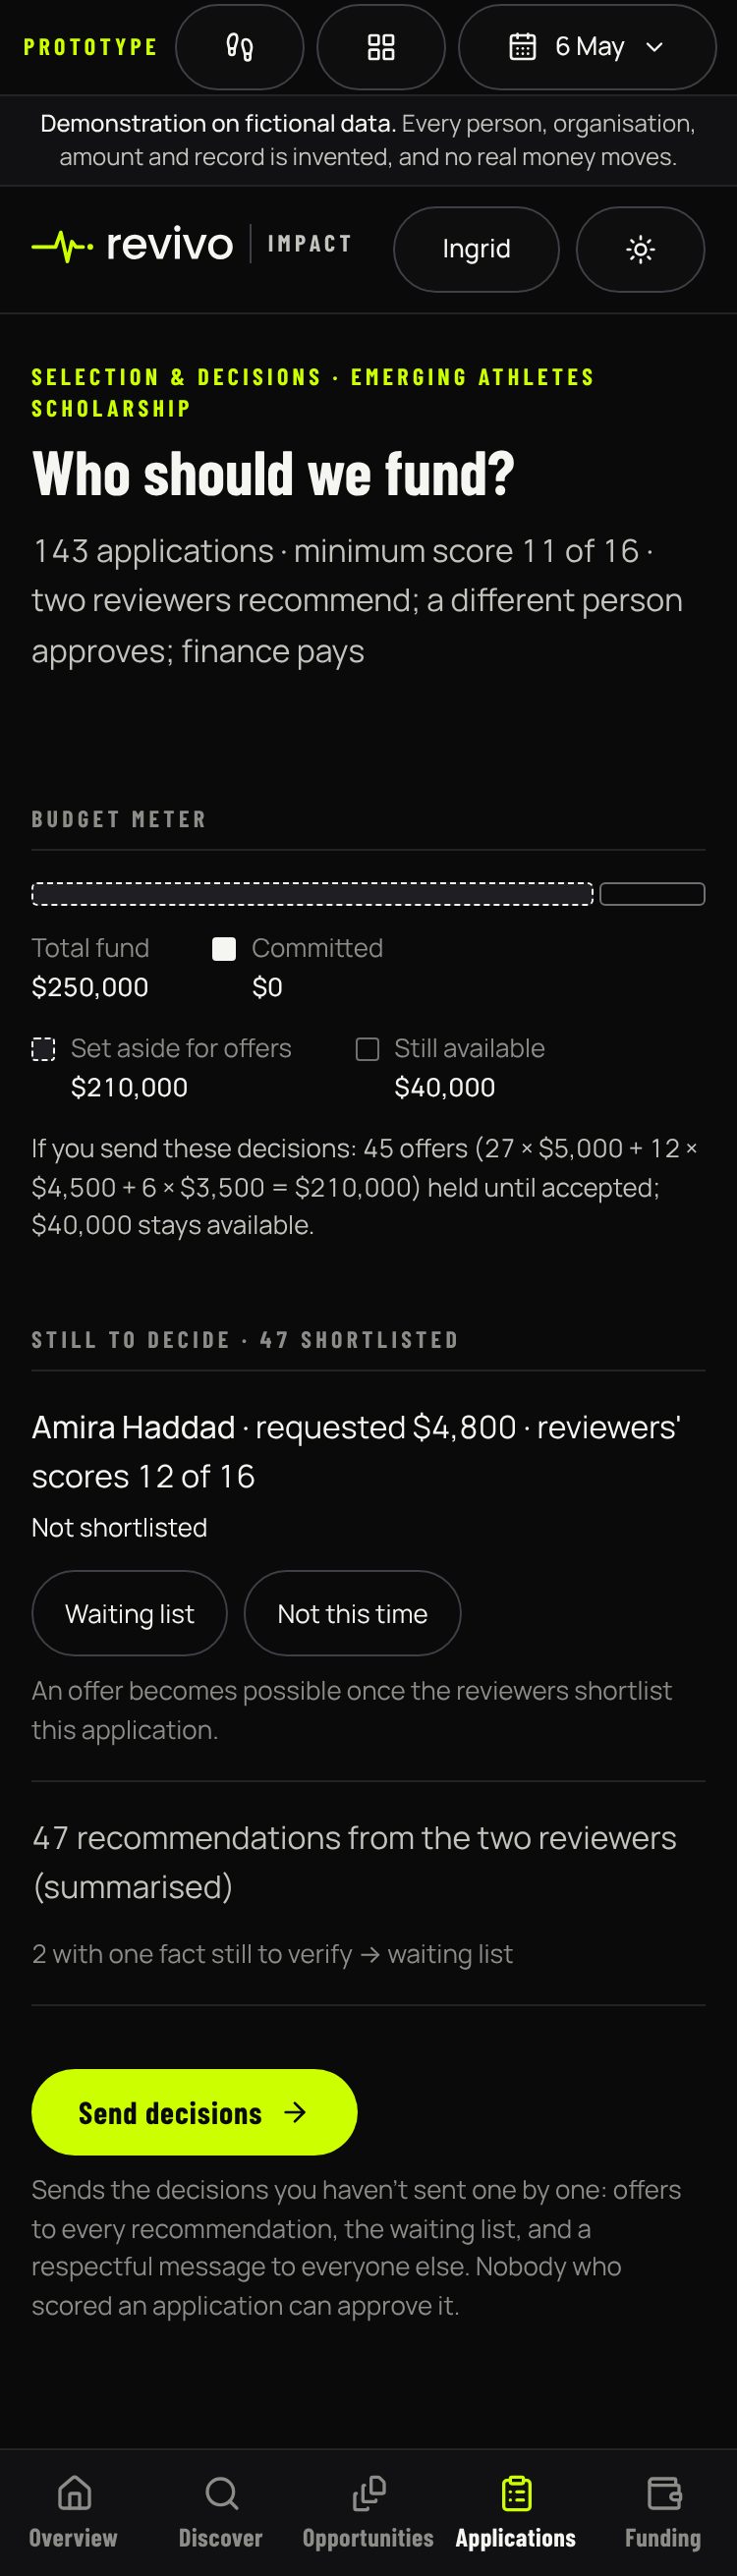 PROTOTYPE
6 May
Demonstration on fictional data. Every person, organisation,
amount and record is invented, and no real money moves.
revivo
IMPACT
Ingrid
SELECTION & DECISIONS · EMERGING ATHLETES
SCHOLARSHIP
Who should we fund?
143 applications · minimum score 11 of 16 ·
two reviewers recommend; a different person
approves; finance pays
BUDGET METER
Total fund
$250,000
Committed
$0
Set aside for offers
$210,000
Still available
$40,000
If you send these decisions: 45 offers (27 × $5,000 + 12 ×
$4,500 + 6 × $3,500 = $210,000) held until accepted;
$40,000 stays available.
STILL TO DECIDE · 47 SHORTLISTED
Amira Haddad · requested $4,800 · reviewers'
scores 12 of 16
Not shortlisted
Waiting list
Not this time
An offer becomes possible once the reviewers shortlist
this application.
47 recommendations from the two reviewers
(summarised)
2 with one fact still to verify → waiting list
Send decisions →
Sends the decisions you haven’t sent one by one: offers
to every recommendation, the waiting list, and a
respectful message to everyone else. Nobody who
scored an application can approve it.
Overview
Discover
Opportunities
Applications
Funding